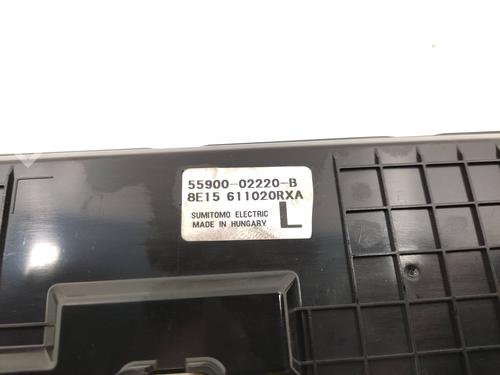 55900-02220-B
8E15 611020RXA
SUMITOMO ELECTRIC
MADE IN HUNGARY
L